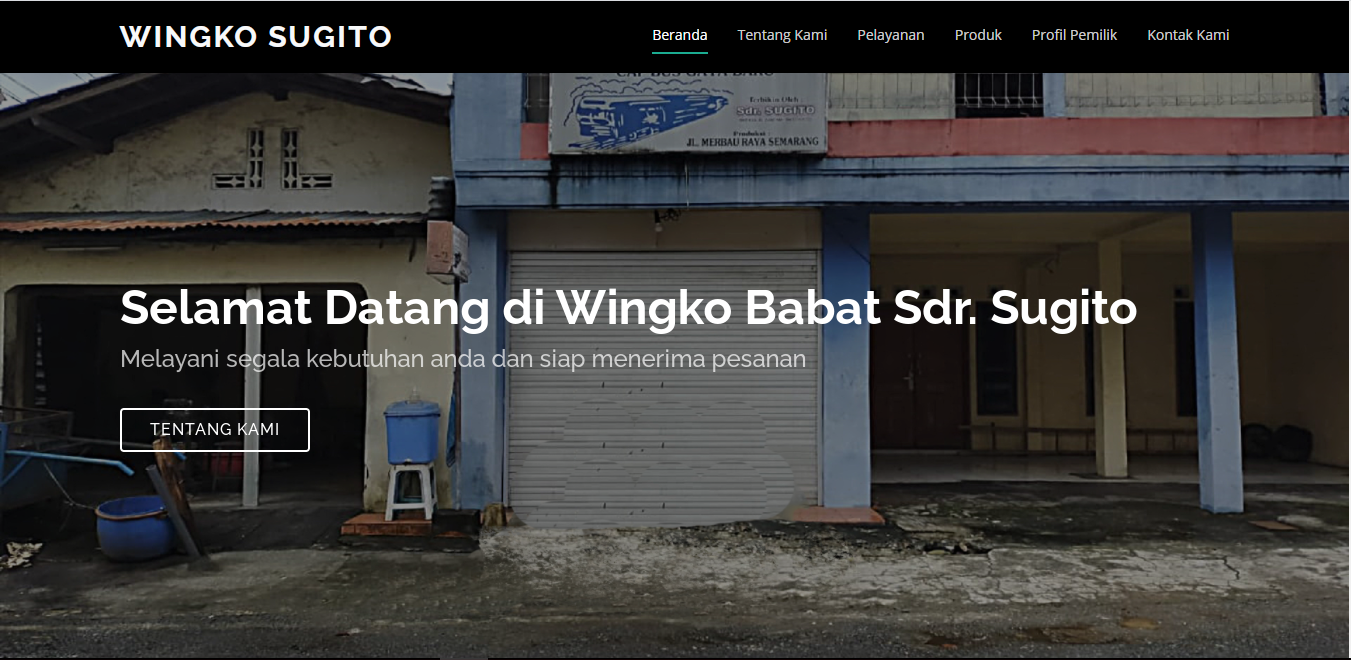 WINGKO SUGITO
Beranda Tentang Kami Pelayanan Produk Profil Pemilik Kontak Kami
CAP BUS GAYA BARU
Terbikin Oleh :
Sdr. SUGITO
Produksi :
JL. MERBAU RAYA SEMARANG
Selamat Datang di Wingko Babat Sdr. Sugito
Melayani segala kebutuhan anda dan siap menerima pesanan
TENTANG KAMI